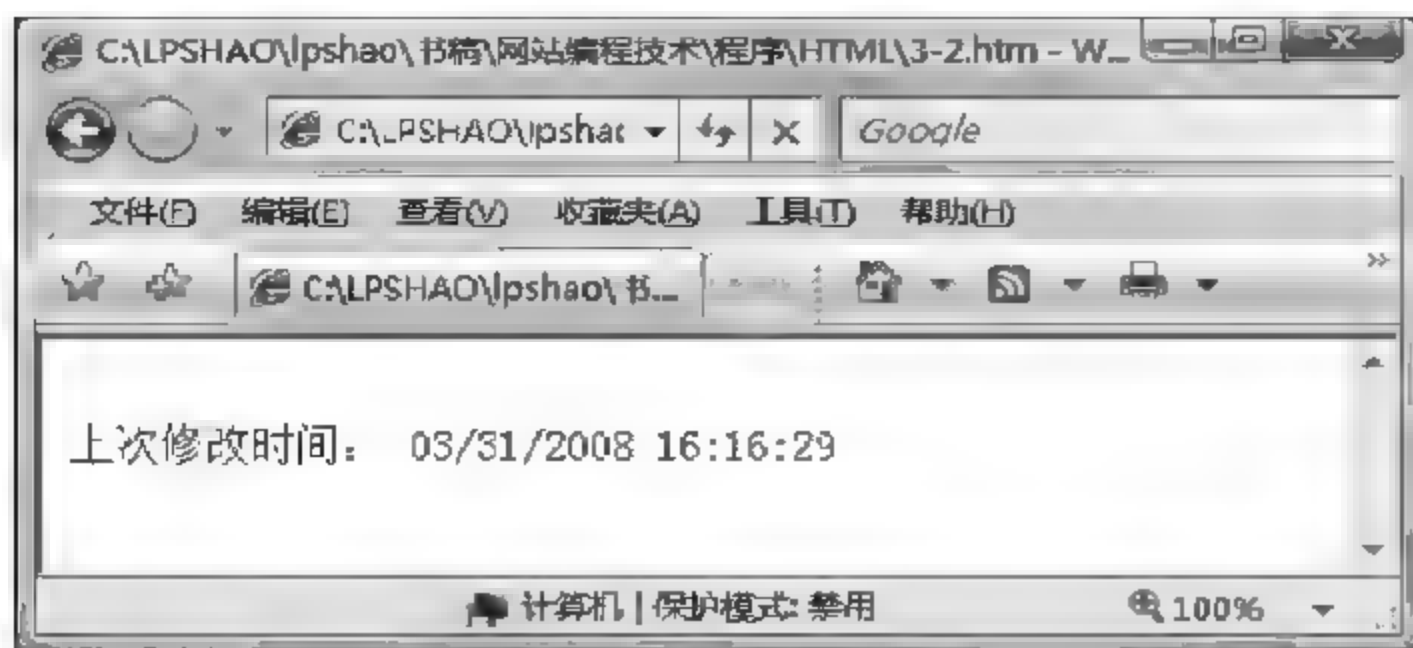 C:\LPSHAO\lpshao\书稿\网站编程技术\程序\HTML\3-2.htm - W...
C:\LPSHAO\lpshac Google
文件(F) 编辑(E) 查看(V) 收藏夹(A) 工具(T) 帮助(H)
C:\LPSHAO\lpshao\书...
上次修改时间： 03/31/2008 16:16:29
计算机 | 保护模式: 禁用 100%